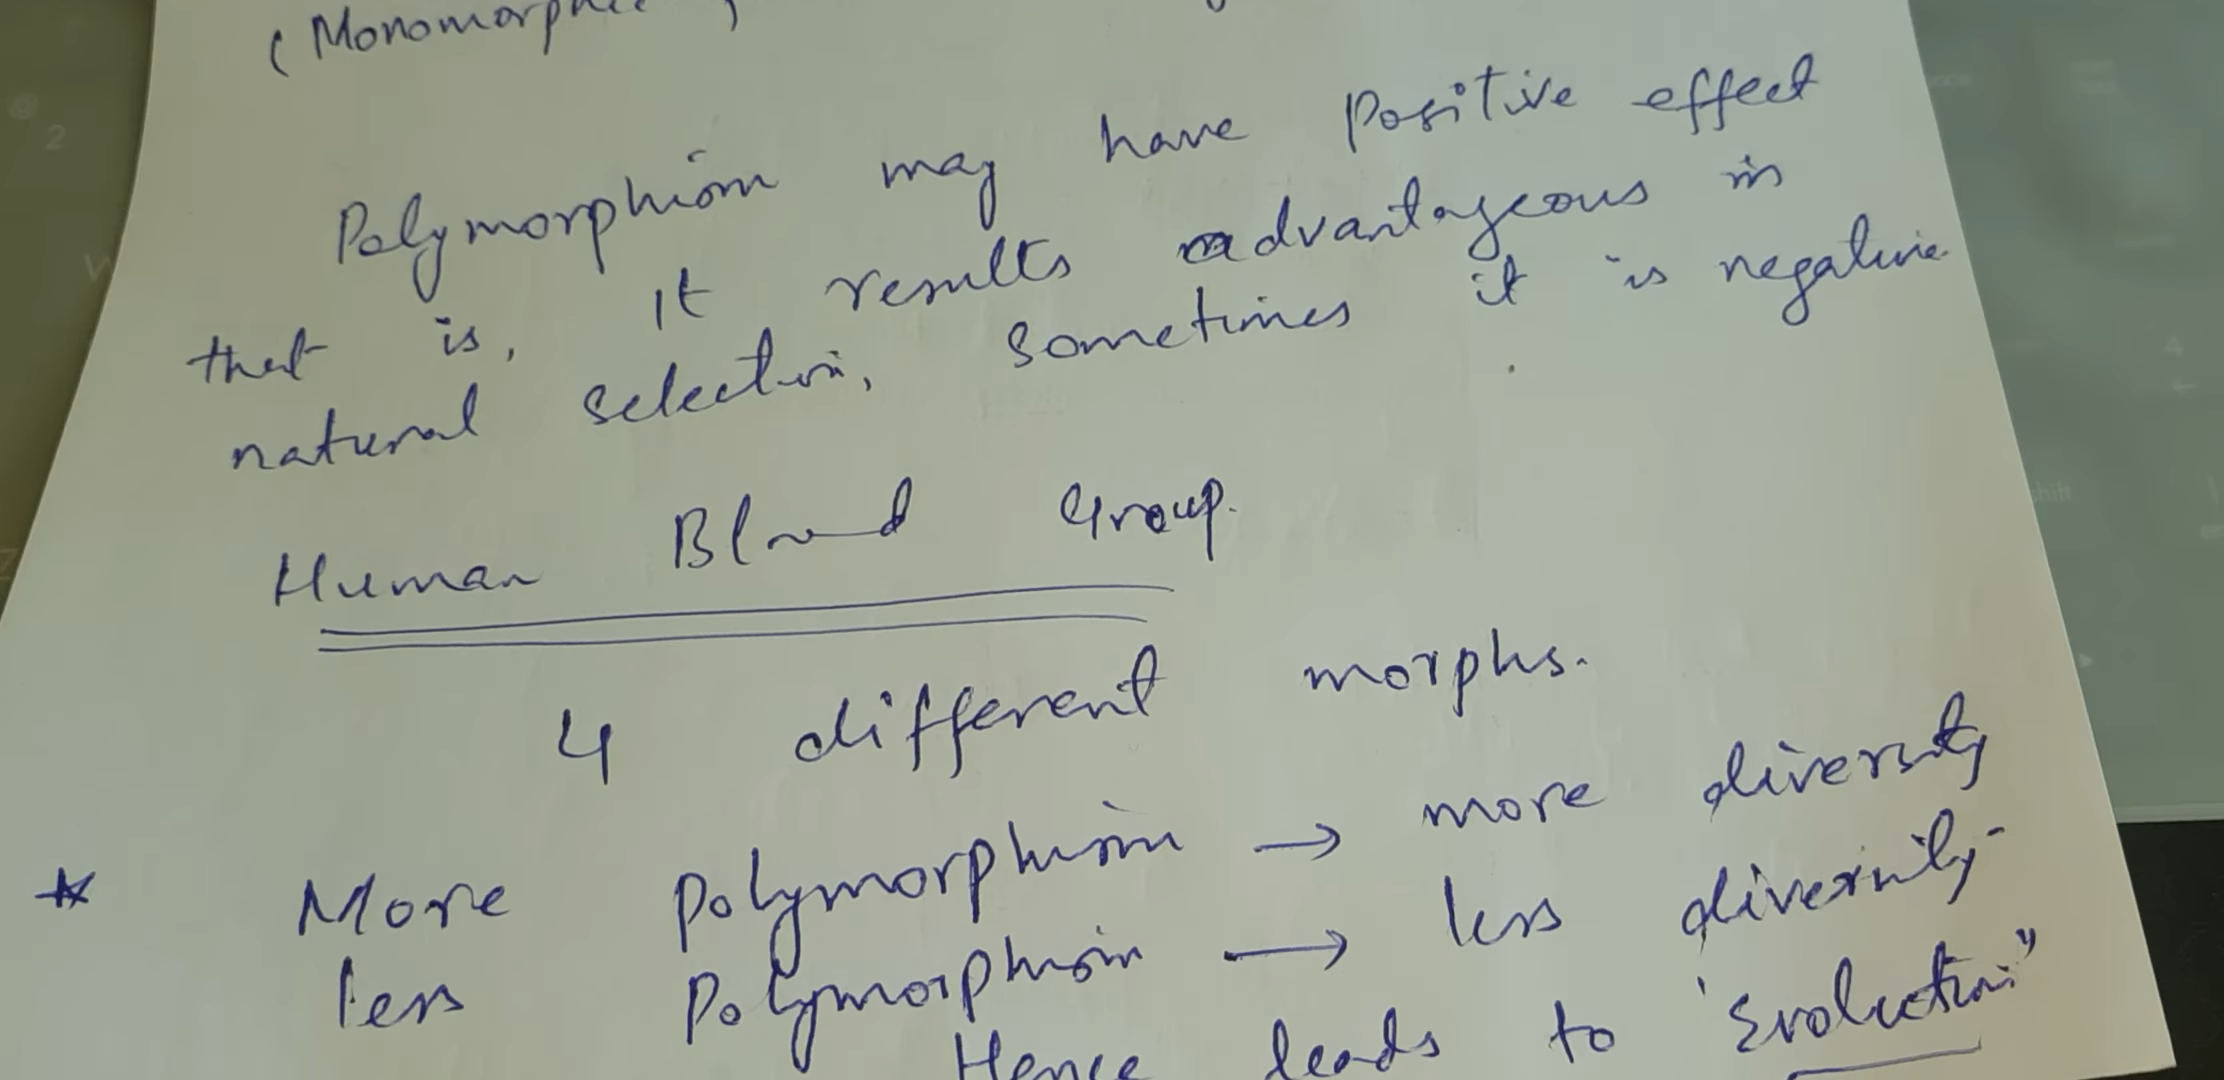 (Monomorphic)
Polymorphism may have positive effect
that is, It results advantageous in
natural selection, sometimes it is negative
Human Blood Group.
4 different morphs.
* More polymorphism → more diversity
less Polymorphism → less diversity
Hence leads to 'Evolution"